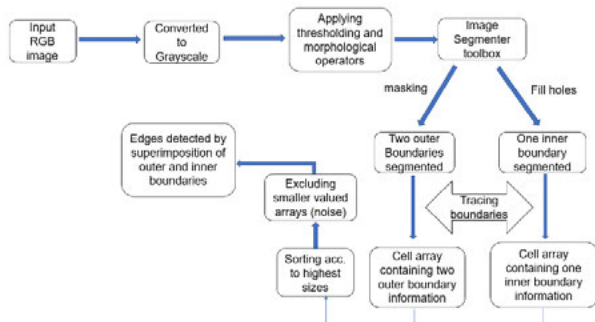 Input
RGB
image
Converted
to
Grayscale
Applying
thresholding and
morphological
operators
Image
Segmenter
toolbox
masking
Fill holes
Two outer
Boundaries
segmented
One inner
boundary
segmented
Tracing
boundaries
Cell array
containing two
outer boundary
information
Cell array
containing one
inner boundary
information
Sorting acc.
to highest
sizes
Excluding
smaller valued
arrays (noise)
Edges detected by
superimposition of
outer and inner
boundaries